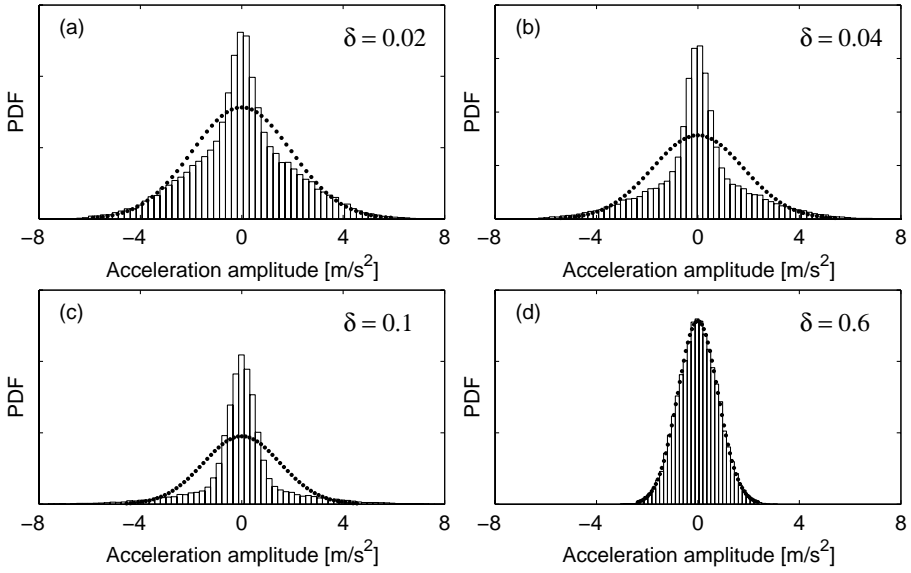 (a)
δ = 0.02
PDF
−8 −4 0 4 8
Acceleration amplitude [m/s²]
(b)
δ = 0.04
PDF
−8 −4 0 4 8
Acceleration amplitude [m/s²]
(c)
δ = 0.1
PDF
−8 −4 0 4 8
Acceleration amplitude [m/s²]
(d)
δ = 0.6
PDF
−8 −4 0 4 8
Acceleration amplitude [m/s²]